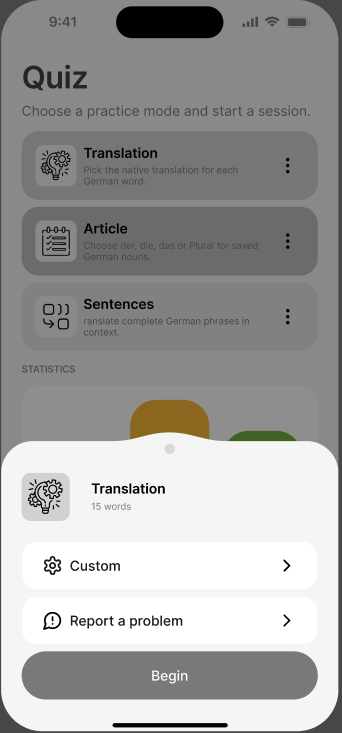 9:41
Quiz
Choose a practice mode and start a session.
Translation
Pick the native translation for each
German word.
Article
Choose der, die, das or Plural for saved
German nouns.
Sentences
ranslate complete German phrases in
context.
STATISTICS
Translation
15 words
Custom
Report a problem
Begin